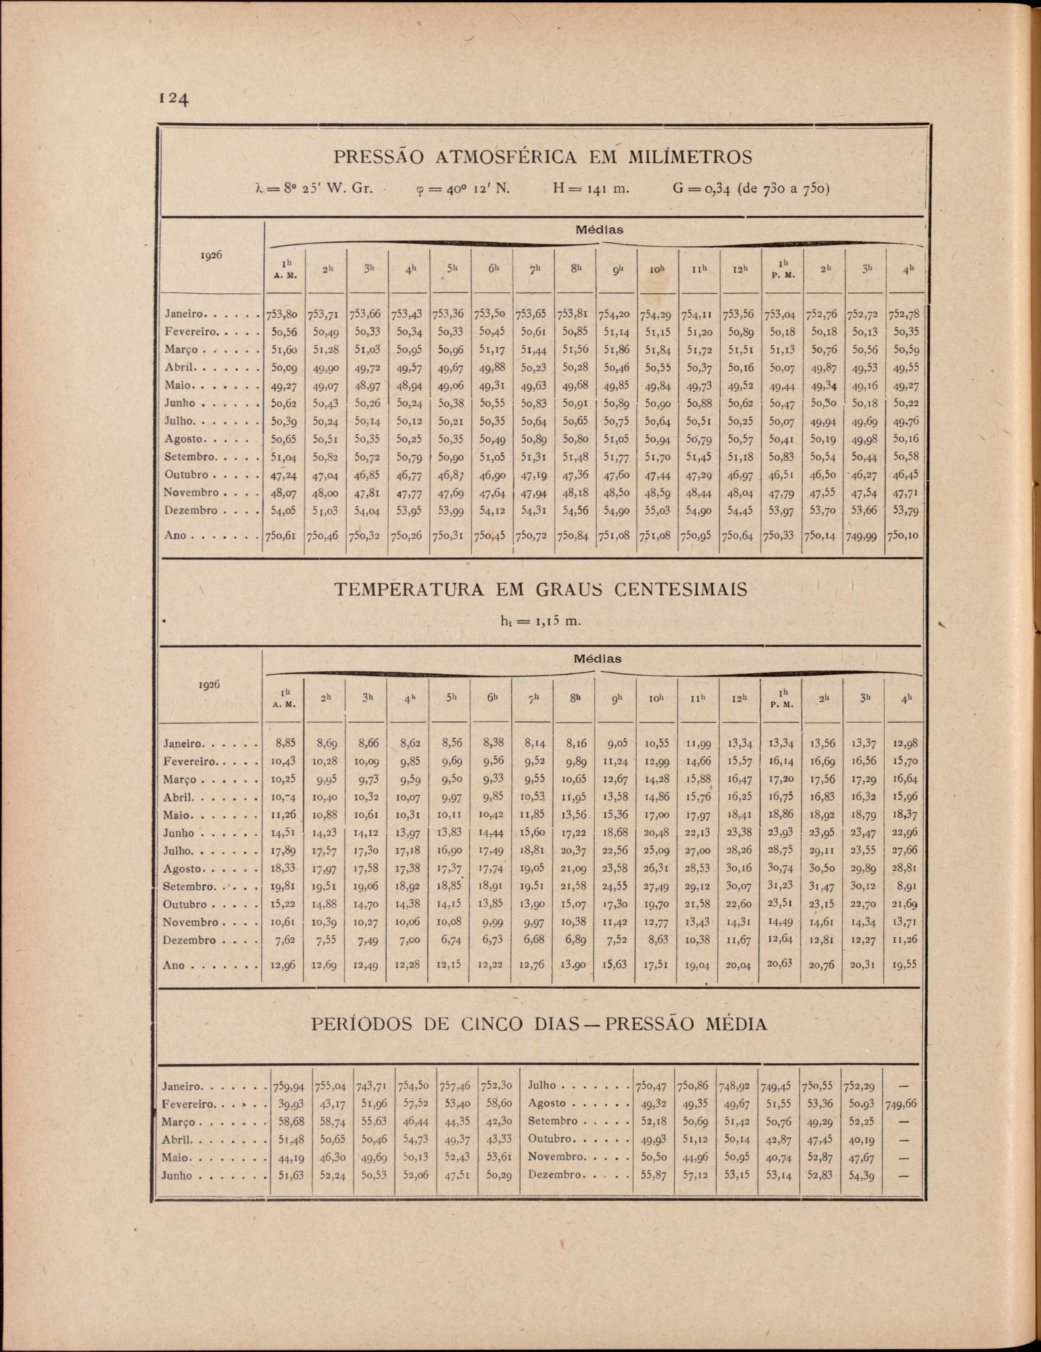 124
PRESSÃO ATMOSFÉRICA EM MILÍMETROS
λ = 8º 25' W. Gr. φ = 40º 12' N. H = 141 m. G = 0,34 (de 730 a 750)
Médias
1926 1h A. M. 2h 3h 4h 5h 6h 7h 8h 9h 10h 11h 12h 1h P. M. 2h 3h 4h
Janeiro. . . . . . 753,80 753,71 753,66 753,43 753,36 753,50 753,65 753,81 754,20 754,29 754,11 753,56 753,04 752,76 752,72 752,78
Fevereiro. . . . . 50,56 50,49 50,33 50,34 50,33 50,45 50,61 50,85 51,14 51,15 51,20 50,89 50,18 50,18 50,13 50,35
Março . . . . . . 51,60 51,28 51,03 50,95 50,96 51,17 51,44 51,56 51,86 51,84 51,72 51,51 51,13 50,76 50,56 50,59
Abril. . . . . . . 50,09 49,90 49,72 49,57 49,67 49,88 50,23 50,28 50,46 50,55 50,37 50,16 50,07 49,87 49,53 49,55
Maio. . . . . . . 49,27 49,07 48,97 48,94 49,06 49,31 49,63 49,68 49,85 49,84 49,73 49,52 49,44 49,34 49,16 49,27
Junho . . . . . . 50,62 50,43 50,26 50,24 50,38 50,55 50,83 50,91 50,89 50,90 50,88 50,62 50,47 50,30 50,18 50,22
Julho. . . . . . . 50,39 50,24 50,14 50,12 50,21 50,35 50,64 50,65 50,75 50,64 50,51 50,25 50,07 49,94 49,69 49,76
Agosto. . . . . . 50,65 50,51 50,35 50,25 50,35 50,49 50,89 50,80 51,05 50,94 50,79 50,57 50,41 50,19 49,98 50,16
Setembro. . . . . 51,04 50,82 50,72 50,79 50,90 51,05 51,31 51,48 51,77 51,70 51,45 51,18 50,83 50,54 50,44 50,58
Outubro . . . . . 47,24 47,04 46,85 46,77 46,87 46,90 47,19 47,36 47,60 47,44 47,29 46,97 46,51 46,50 46,27 46,45
Novembro . . . . 48,07 48,00 47,81 47,77 47,69 47,64 47,94 48,18 48,50 48,59 48,44 48,04 47,79 47,55 47,54 47,71
Dezembro . . . . 54,05 54,03 54,04 53,95 53,99 54,12 54,31 54,56 54,90 55,03 54,90 54,45 53,97 53,70 53,66 53,79
Ano . . . . . . . 750,61 750,46 750,32 750,26 750,31 750,45 750,72 750,84 751,08 751,08 750,95 750,64 750,33 750,14 749,99 750,10
TEMPERATURA EM GRAUS CENTESIMAIS
ht = 1,15 m.
Médias
1926 1h A. M. 2h 3h 4h 5h 6h 7h 8h 9h 10h 11h 12h 1h P. M. 2h 3h 4h
Janeiro. . . . . . 8,85 8,69 8,66 8,62 8,56 8,38 8,14 8,16 9,05 10,55 11,99 13,34 13,34 13,56 13,37 12,98
Fevereiro. . . . . 10,43 10,28 10,09 9,85 9,69 9,56 9,52 9,89 11,24 12,99 14,66 15,57 16,14 16,69 16,56 15,70
Março . . . . . . 10,25 9,95 9,73 9,59 9,50 9,33 9,55 10,65 12,67 14,28 15,88 16,47 17,20 17,56 17,29 16,64
Abril. . . . . . . 10,40 10,32 10,07 9,97 9,85 10,53 11,95 13,58 14,86 15,76 16,25 16,75 16,83 16,32 15,96
Maio. . . . . . . 11,26 10,88 10,61 10,31 10,11 10,42 11,85 13,56 15,36 17,00 17,97 18,41 18,86 18,92 18,79 18,37
Junho . . . . . . 14,51 14,23 14,12 13,97 13,83 14,44 15,60 17,22 18,68 20,48 22,13 23,38 23,93 23,95 23,47 22,96
Julho. . . . . . . 17,89 17,57 17,30 17,18 16,90 17,49 18,81 20,37 22,56 25,09 27,00 28,26 28,75 29,11 23,55 27,66
Agosto. . . . . . 18,33 17,97 17,58 17,38 17,37 17,74 19,05 21,09 23,58 26,31 28,53 30,16 30,74 30,50 29,89 28,81
Setembro. . . . . 19,81 19,51 19,06 18,92 18,85 18,91 19,51 21,58 24,55 27,49 29,12 30,07 31,23 31,47 30,12 8,91
Outubro . . . . . 15,22 14,88 14,70 14,38 14,15 13,85 13,90 15,07 17,30 19,70 21,58 22,60 23,51 23,15 22,70 21,69
Novembro . . . . 10,61 10,39 10,27 10,06 10,08 9,99 9,97 10,38 11,42 12,77 13,43 14,31 14,49 14,61 14,34 13,71
Dezembro . . . . 7,62 7,55 7,49 7,00 6,74 6,73 6,68 6,89 7,52 8,63 10,38 11,67 12,64 12,81 12,27 11,26
Ano . . . . . . . 12,96 12,69 12,49 12,28 12,15 12,22 12,76 13,90 15,63 17,51 19,04 20,04 20,63 20,76 20,31 19,55
PERÍODOS DE CINCO DIAS — PRESSÃO MÉDIA
Janeiro. . . . . . . 759,94 755,04 743,71 754,50 757,46 752,30 Julho . . . . . . . 750,47 750,86 748,92 749,45 750,55 752,29 —
Fevereiro. . . . . 39,93 43,17 51,96 57,52 53,40 58,60 Agosto . . . . . . 49,32 49,35 49,67 51,55 53,36 50,93 749,66
Março . . . . . . . 58,68 58,74 55,63 46,44 44,35 42,30 Setembro . . . . . 52,18 50,69 51,42 50,76 49,29 52,25 —
Abril. . . . . . . . 51,48 50,65 50,46 54,73 49,37 43,33 Outubro. . . . . . 49,93 51,12 50,14 42,87 47,45 40,19 —
Maio. . . . . . . . 44,19 46,30 49,69 50,13 52,43 53,61 Novembro. . . . . 50,50 44,96 50,95 40,74 52,87 47,67 —
Junho . . . . . . . 51,63 52,24 50,53 52,06 47,51 50,29 Dezembro. . . . . 55,87 57,12 53,15 53,14 52,83 54,39 —